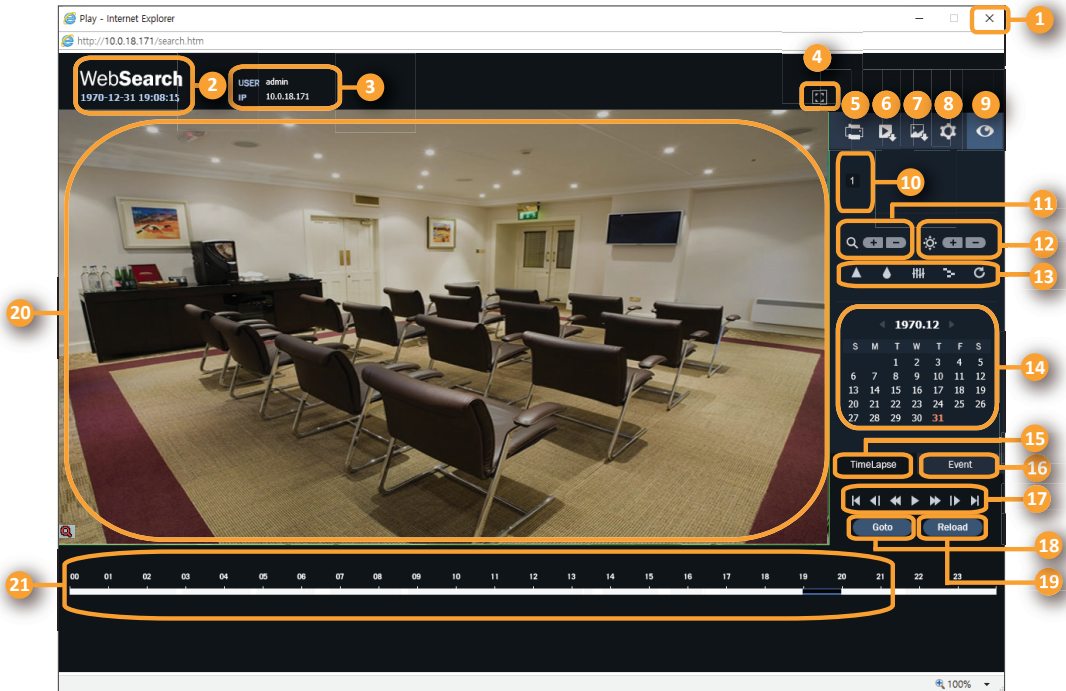 Play - Internet Explorer
1
http://10.0.18.171/search.htm
WebSearch
1970-12-31 19:08:15
2
USER admin
IP 10.0.18.171
3
4
5 6 7 8 9
1
10
11
12
13
1970.12
S M T W T F S
1 2 3 4 5
6 7 8 9 10 11 12
13 14 15 16 17 18 19
20 21 22 23 24 25 26
27 28 29 30 31
14
15
TimeLapse Event
16
17
Goto Reload
18
19
20
21
00 01 02 03 04 05 06 07 08 09 10 11 12 13 14 15 16 17 18 19 20 21 22 23
100%